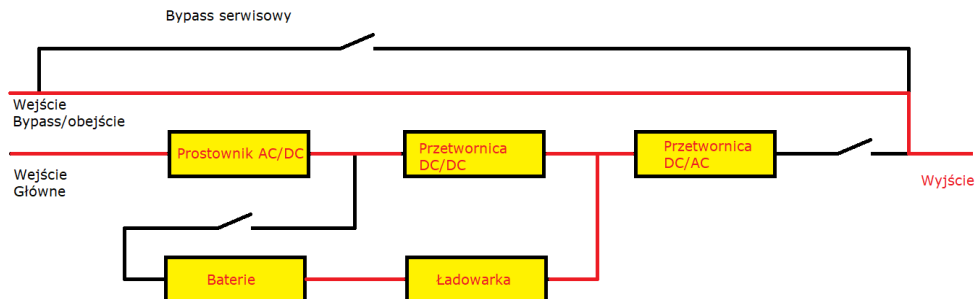 Bypass serwisowy
Wejście
Bypass/obejście
Prostownik AC/DC
Przetwornica
DC/DC
Przetwornica
DC/AC
Wejście
Główne
Wyjście
Baterie
Ładowarka